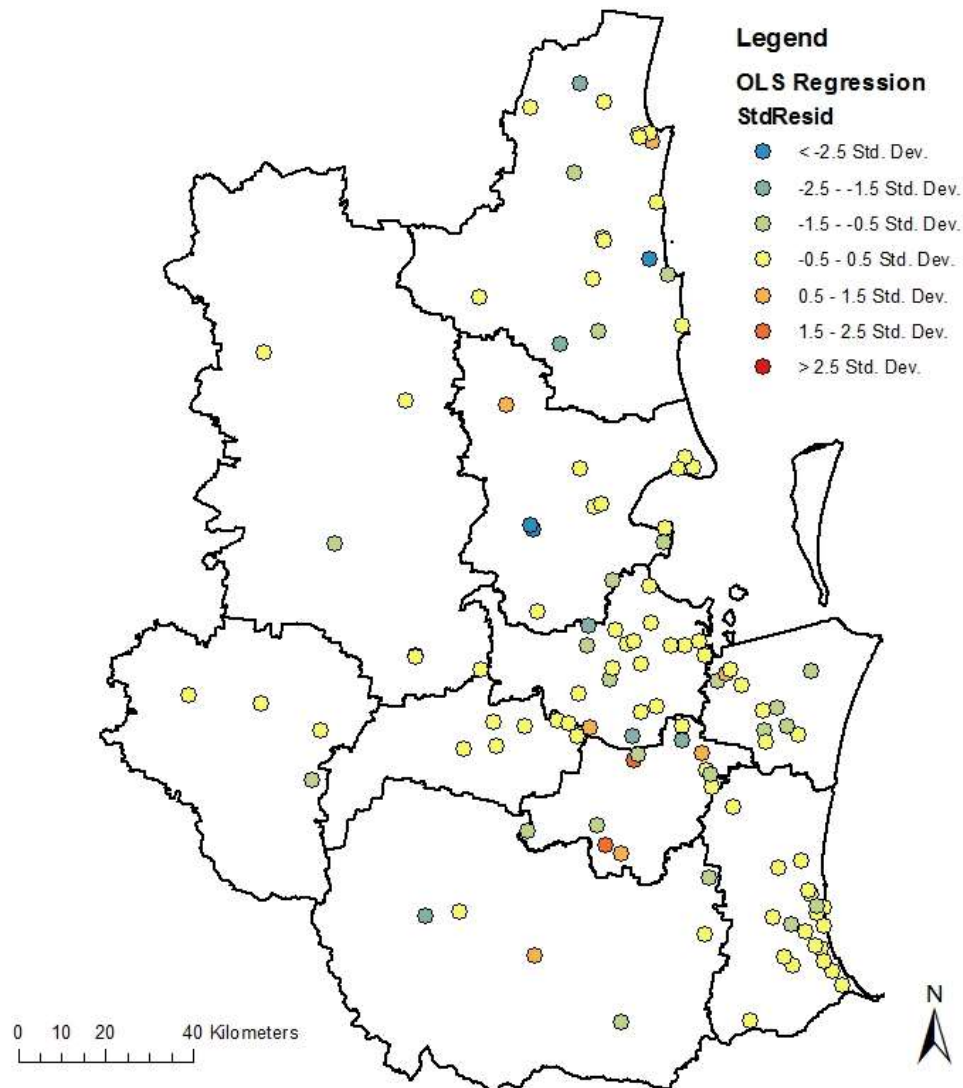 Legend
OLS Regression
StdResid
< -2.5 Std. Dev.
-2.5 - -1.5 Std. Dev.
-1.5 - -0.5 Std. Dev.
-0.5 - 0.5 Std. Dev.
0.5 - 1.5 Std. Dev.
1.5 - 2.5 Std. Dev.
> 2.5 Std. Dev.
N
0 10 20 40 Kilometers